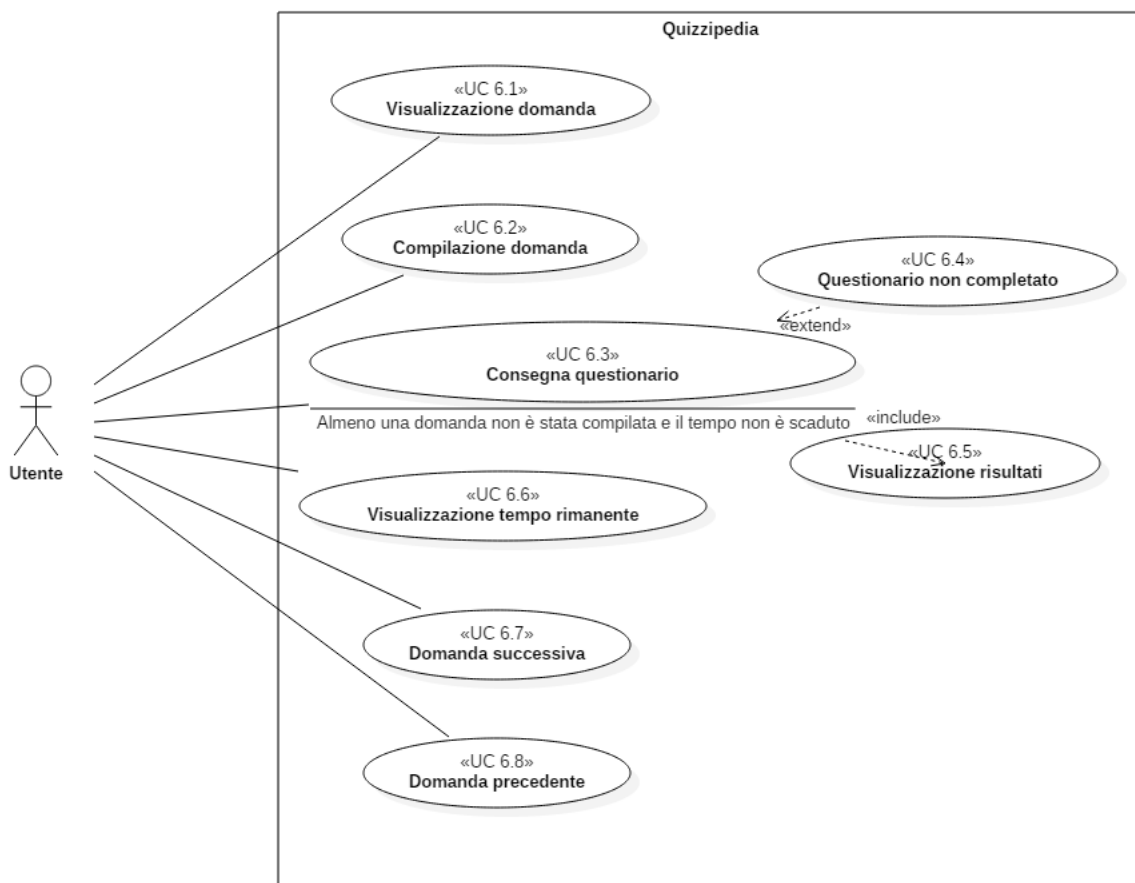 Quizzipedia
«UC 6.1»
Visualizzazione domanda
«UC 6.2»
Compilazione domanda
«UC 6.4»
Questionario non completato
«extend»
«UC 6.3»
Consegna questionario
Almeno una domanda non è stata compilata e il tempo non è scaduto
«include»
«UC 6.5»
Visualizzazione risultati
Utente
«UC 6.6»
Visualizzazione tempo rimanente
«UC 6.7»
Domanda successiva
«UC 6.8»
Domanda precedente